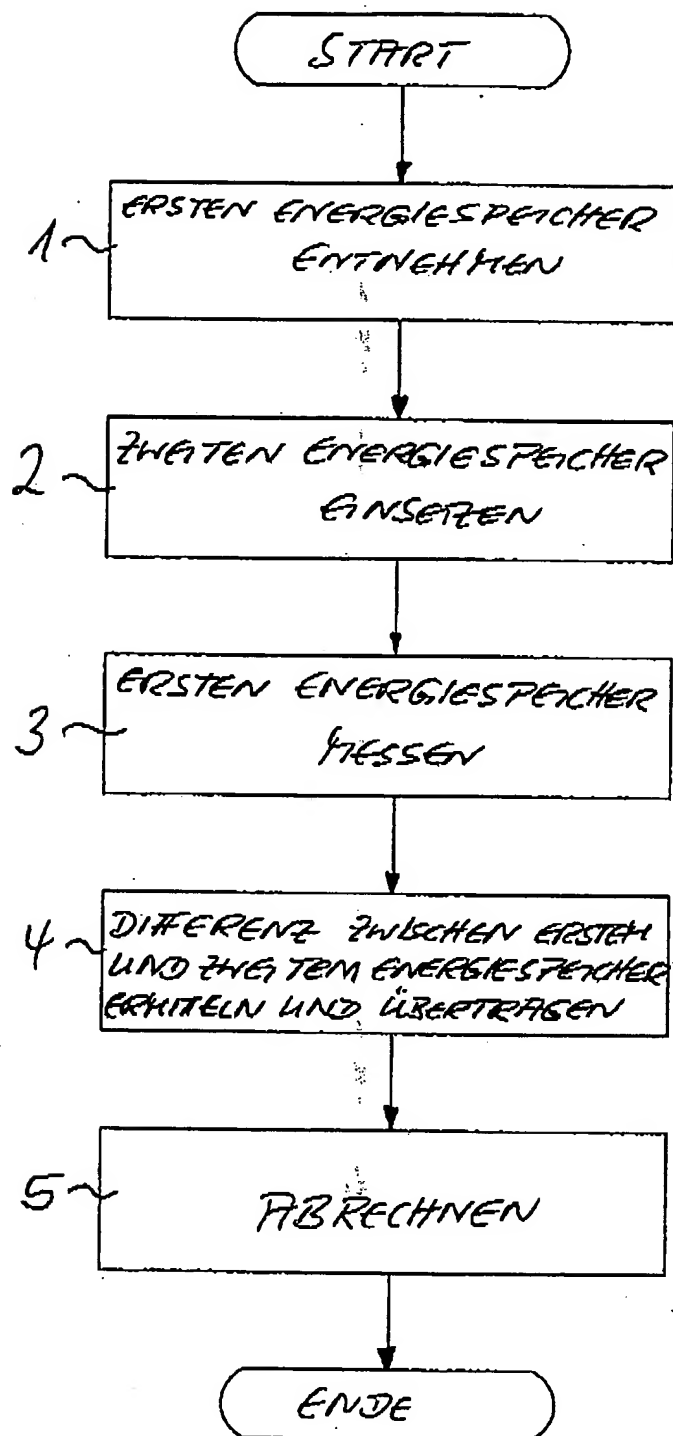 START
1
ERSTEN ENERGIESPEICHER
ENTNEHMEN
2
ZWEITEN ENERGIESPEICHER
EINSETZEN
3
ERSTEN ENERGIESPEICHER
MESSEN
4
DIFFERENZ ZWISCHEN ERSTEM
UND ZWEITEM ENERGIESPEICHER
ERMITTELN UND ÜBERTRAGEN
5
ABRECHNEN
ENDE